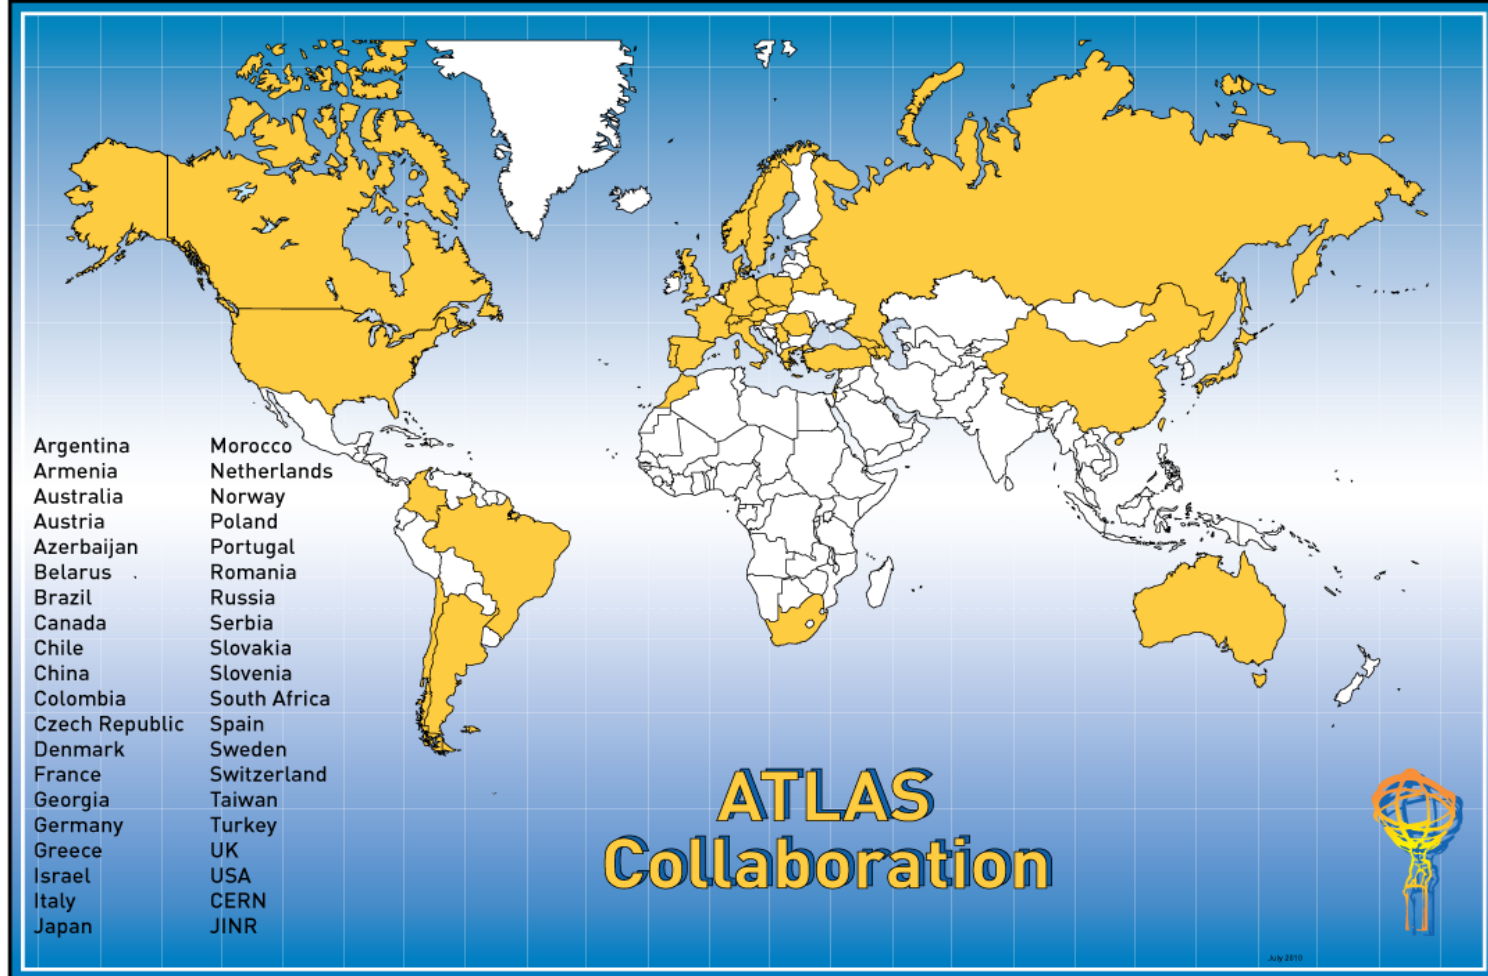 Argentina
Armenia
Australia
Austria
Azerbaijan
Belarus .
Brazil
Canada
Chile
China
Colombia
Czech Republic
Denmark
France
Georgia
Germany
Greece
Israel
Italy
Japan
Morocco
Netherlands
Norway
Poland
Portugal
Romania
Russia
Serbia
Slovakia
Slovenia
South Africa
Spain
Sweden
Switzerland
Taiwan
Turkey
UK
USA
CERN
JINR
ATLAS
Collaboration
July 2010